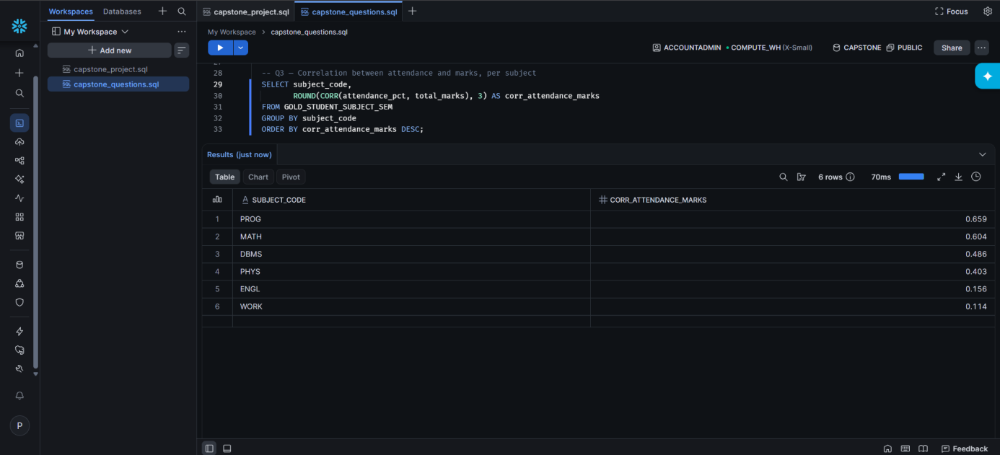 Workspaces Databases
capstone_project.sql
capstone_questions.sql
Focus
My Workspace
My Workspace > capstone_questions.sql
Add new
ACCOUNTADMIN COMPUTE_WH (X-Small) CAPSTONE PUBLIC Share
SQL capstone_project.sql
SQL capstone_questions.sql
28 -- Q3 — Correlation between attendance and marks, per subject
29 SELECT subject_code,
30 ROUND(CORR(attendance_pct, total_marks), 3) AS corr_attendance_marks
31 FROM GOLD_STUDENT_SUBJECT_SEM
32 GROUP BY subject_code
33 ORDER BY corr_attendance_marks DESC;
Results (just now)
Table Chart Pivot 6 rows 70ms
A SUBJECT_CODE # CORR_ATTENDANCE_MARKS
1 PROG 0.659
2 MATH 0.604
3 DBMS 0.486
4 PHYS 0.403
5 ENGL 0.156
6 WORK 0.114
P
Feedback